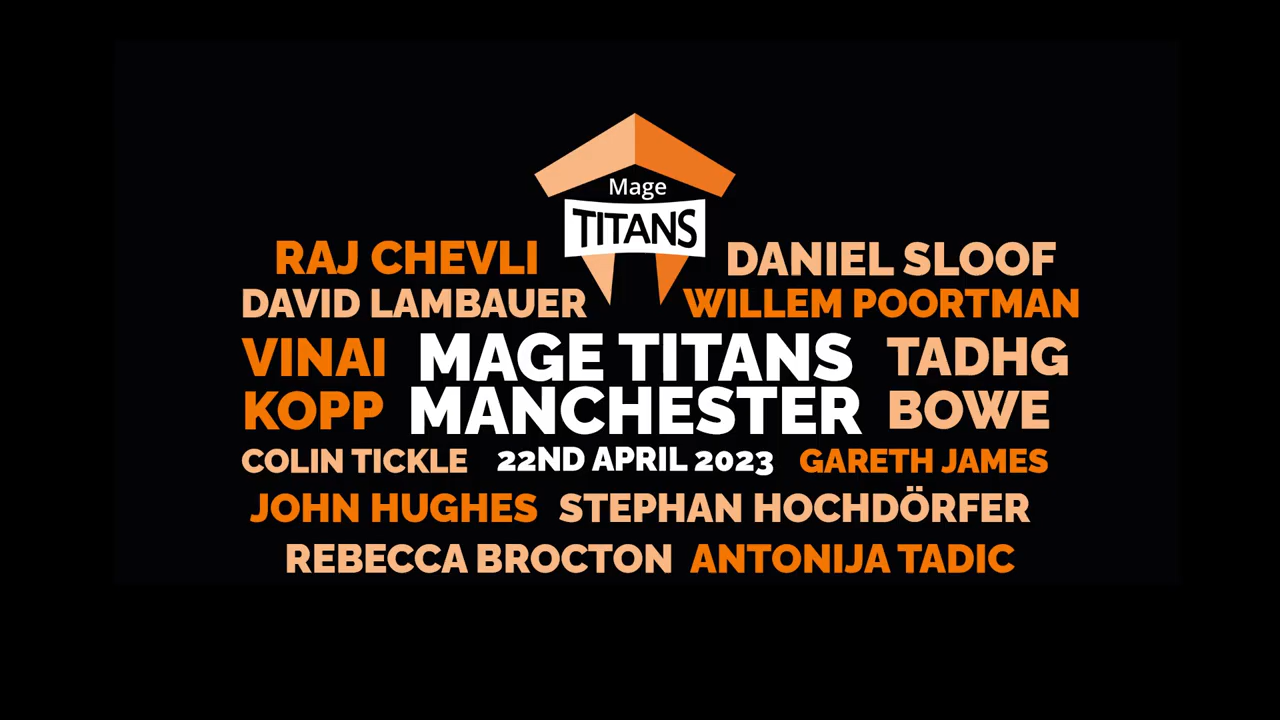 Mage
TITANS
RAJ CHEVLI DANIEL SLOOF
DAVID LAMBAUER WILLEM POORTMAN
VINAI MAGE TITANS TADHG
KOPP MANCHESTER BOWE
COLIN TICKLE 22ND APRIL 2023 GARETH JAMES
JOHN HUGHES STEPHAN HOCHDÖRFER
REBECCA BROCTON ANTONIJA TADIC